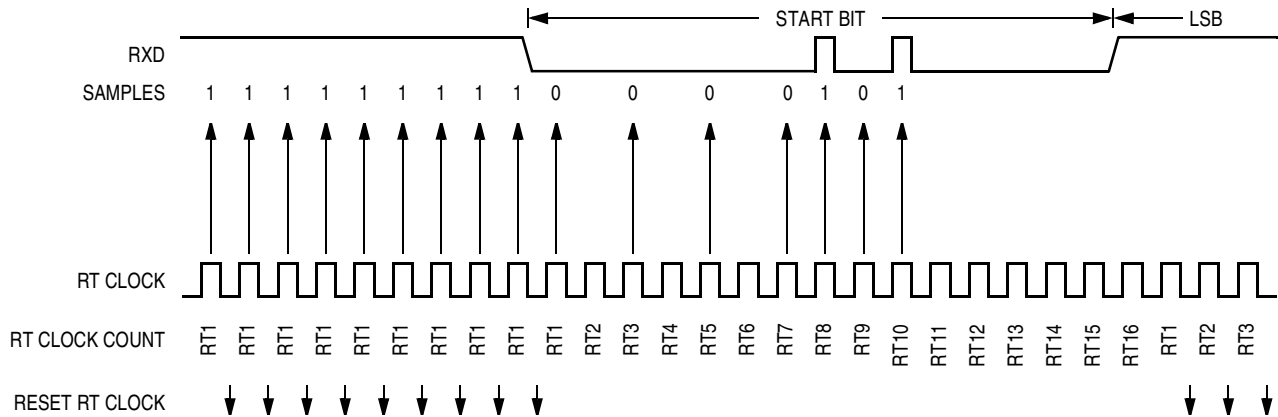 START BIT LSB
RXD
SAMPLES 1 1 1 1 1 1 1 1 1 0 0 0 0 1 0 1
RT CLOCK
RT CLOCK COUNT RT1 RT1 RT1 RT1 RT1 RT1 RT1 RT1 RT1 RT1 RT2 RT3 RT4 RT5 RT6 RT7 RT8 RT9 RT10 RT11 RT12 RT13 RT14 RT15 RT16 RT1 RT2 RT3
RESET RT CLOCK